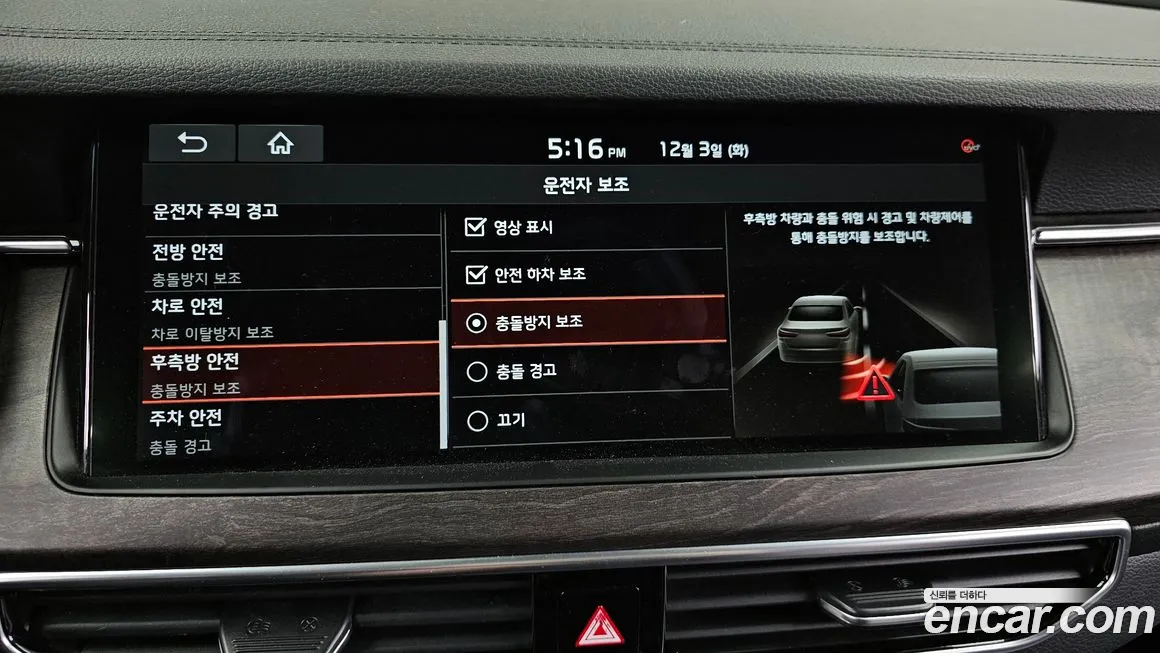 5:16 PM 12월 3일 (화)
운전자 보조
운전자 주의 경고
전방 안전
충돌방지 보조
차로 안전
차로 이탈방지 보조
후측방 안전
충돌방지 보조
주차 안전
충돌 경고
영상 표시
안전 하차 보조
충돌방지 보조
충돌 경고
끄기
후측방 차량과 충돌 위험 시 경고 및 차량제어를
통해 충돌방지를 보조합니다.
신뢰를 더하다
encar.com